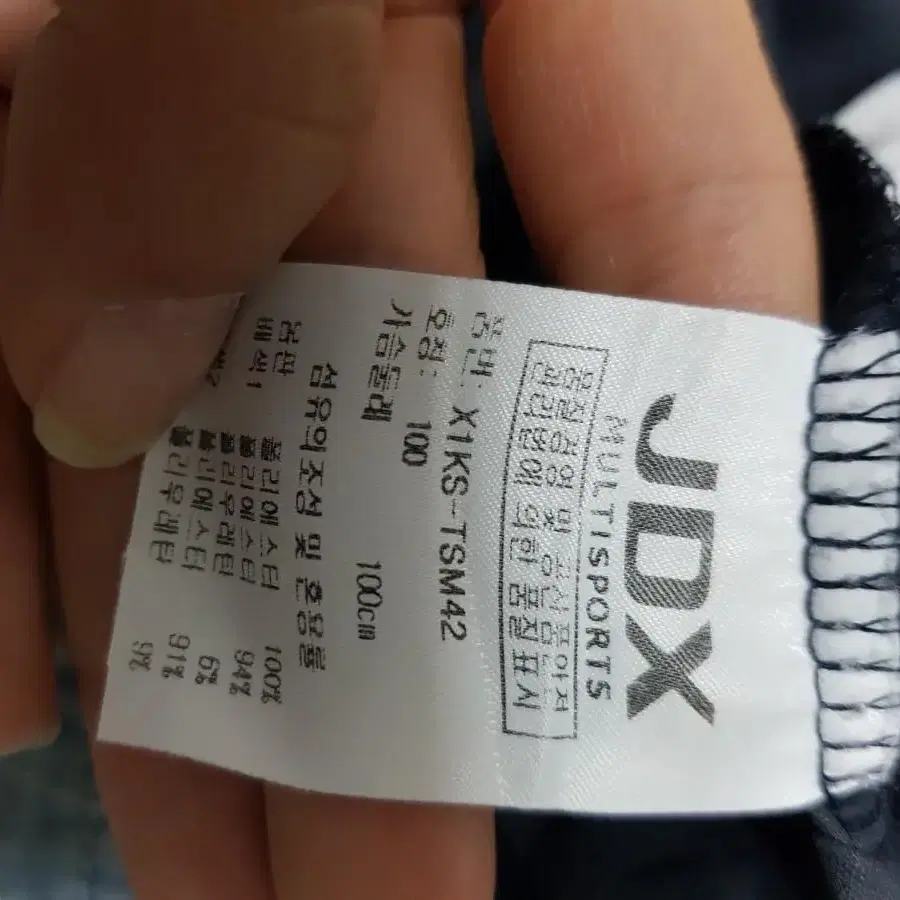 JDX
MULTISPORTS
품질경영 및 공산품안전
관리법에 의한 품질표시
품번: X1KS-TSM42
호칭: 100
가슴둘레 100cm
섬유의조성 및 혼용율
몸판 폴리에스터 100%
배색1 폴리에스터 94%
폴리우레탄 6%
폴리에스터 91%
폴리우레탄 9%